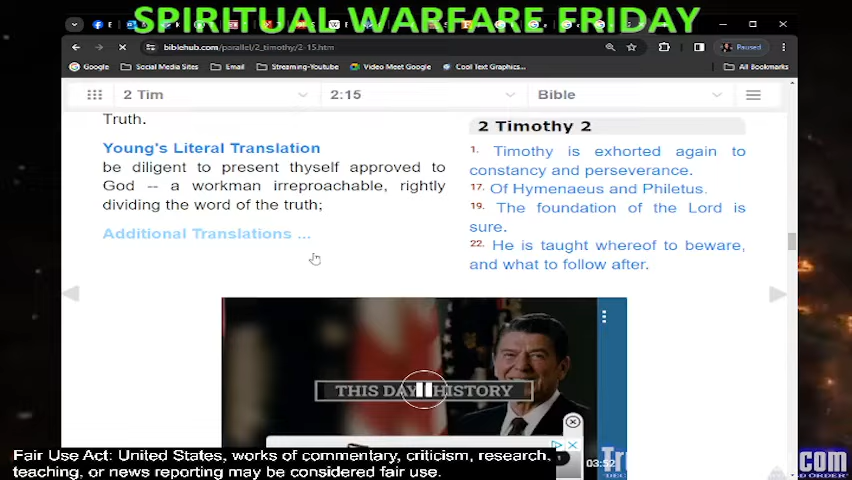 SPIRITUAL WARFARE FRIDAY
biblehub.com/parallel/2_timothy/2-15.htm
Paused
Google Social Media Sites Email Streaming-Youtube Video Meet Google Cool Text Graphics... All Bookmarks
2 Tim 2:15 Bible
Truth.
Young's Literal Translation
be diligent to present thyself approved to
God -- a workman irreproachable, rightly
dividing the word of the truth;
Additional Translations ...
2 Timothy 2
1. Timothy is exhorted again to
constancy and perseverance.
17. Of Hymenaeus and Philetus.
19. The foundation of the Lord is
sure.
22. He is taught whereof to beware,
and what to follow after.
THIS DAY HISTORY
03:52
Fair Use Act: United States, works of commentary, criticism, research,
teaching, or news reporting may be considered fair use.
.com